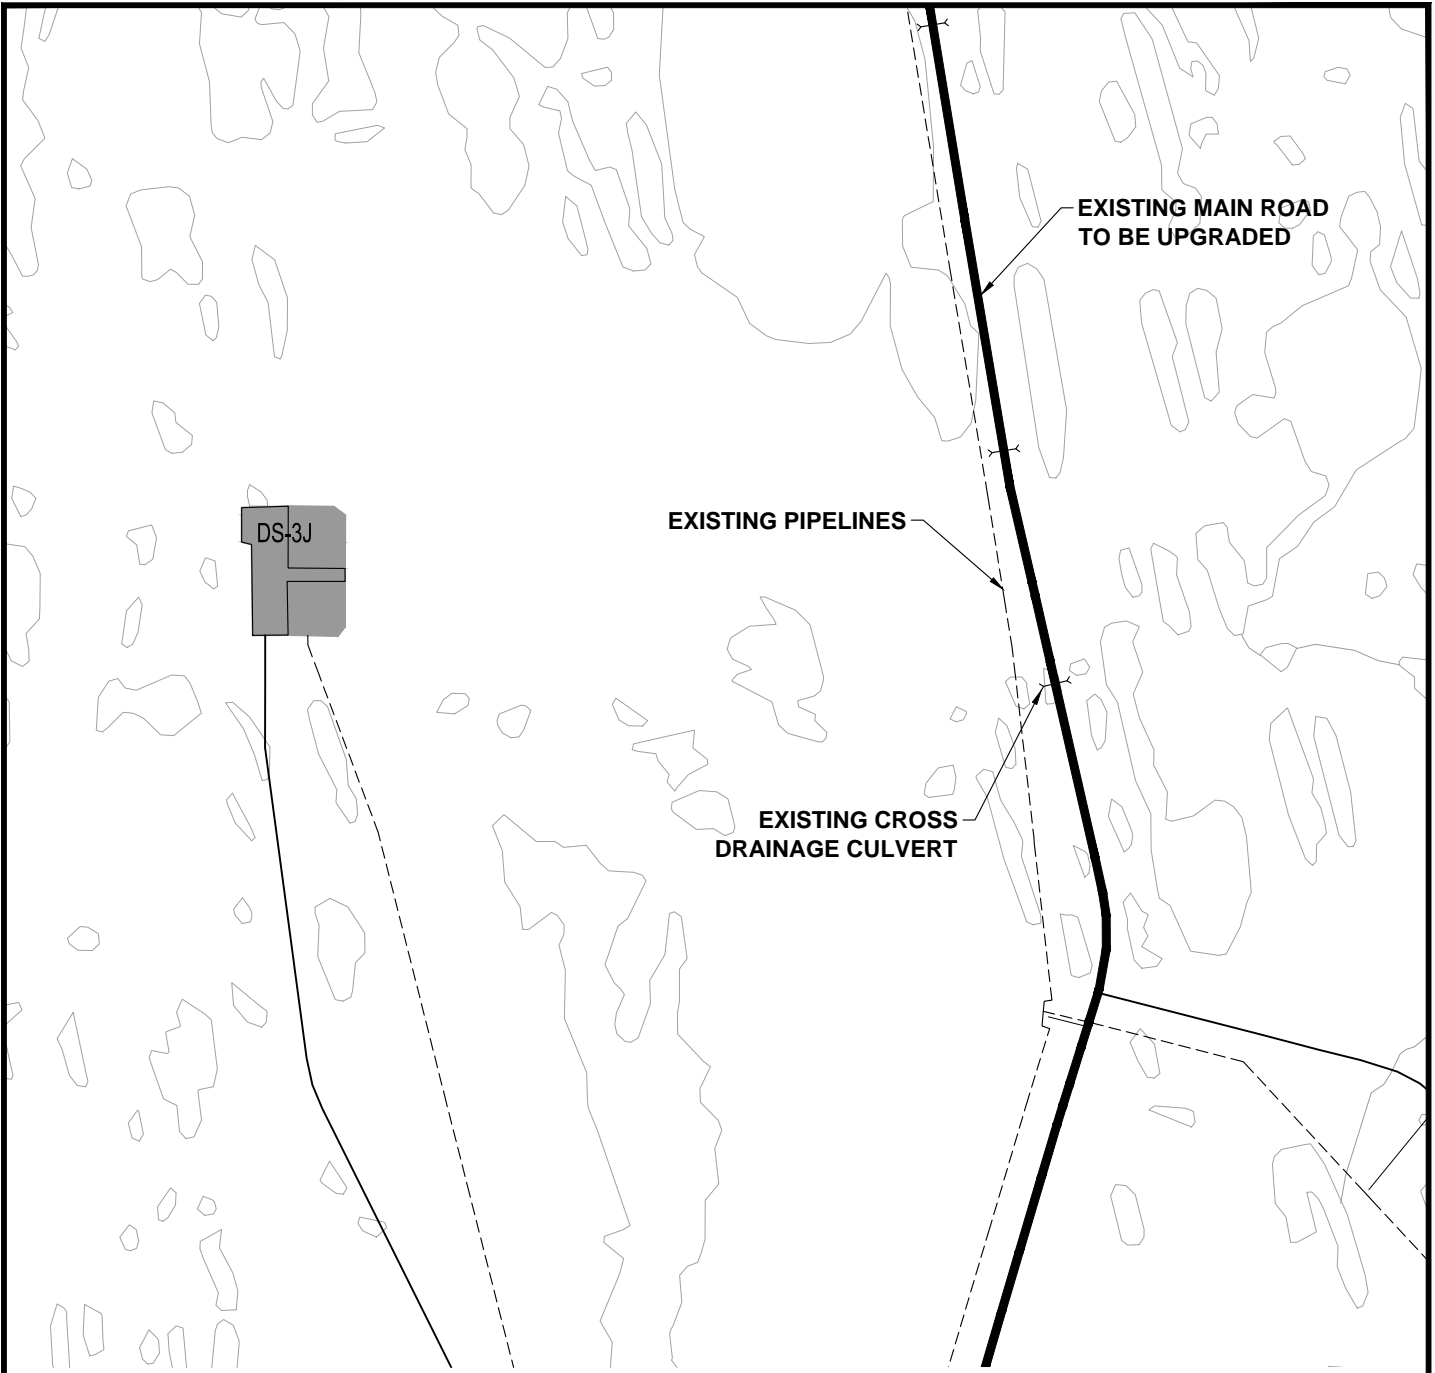 EXISTING MAIN ROAD
TO BE UPGRADED
EXISTING PIPELINES
DS-3J
EXISTING CROSS
DRAINAGE CULVERT